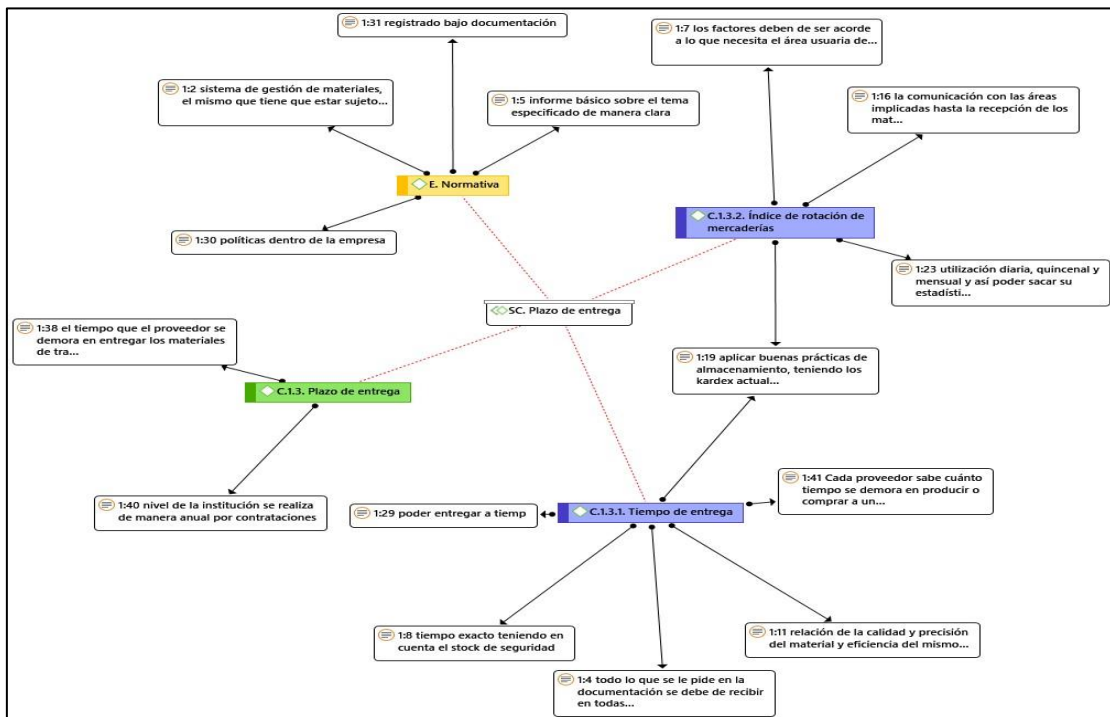 1:31 registrado bajo documentación
1:7 los factores deben de ser acorde
a lo que necesita el área usuaria de...
1:2 sistema de gestión de materiales,
el mismo que tiene que estar sujeto...
1:5 informe básico sobre el tema
especificado de manera clara
1:16 la comunicación con las áreas
implicadas hasta la recepción de los
mat...
E. Normativa
C.1.3.2. Índice de rotación de
mercaderías
1:30 políticas dentro de la empresa
1:23 utilización diaria, quincenal y
mensual y así poder sacar su
estadísti...
SC. Plazo de entrega
1:38 el tiempo que el proveedor se
demora en entregar los materiales
de tra...
1:19 aplicar buenas prácticas de
almacenamiento, teniendo los
kardex actual...
C.1.3. Plazo de entrega
1:40 nivel de la institución se realiza
de manera anual por contrataciones
1:29 poder entregar a tiemp
C.1.3.1. Tiempo de entrega
1:41 Cada proveedor sabe cuánto
tiempo se demora en producir o
comprar a un...
1:8 tiempo exacto teniendo en
cuenta el stock de seguridad
1:11 relación de la calidad y precisión
del material y eficiencia del mismo...
1:4 todo lo que se le pide en la
documentación se debe de recibir
en todas...